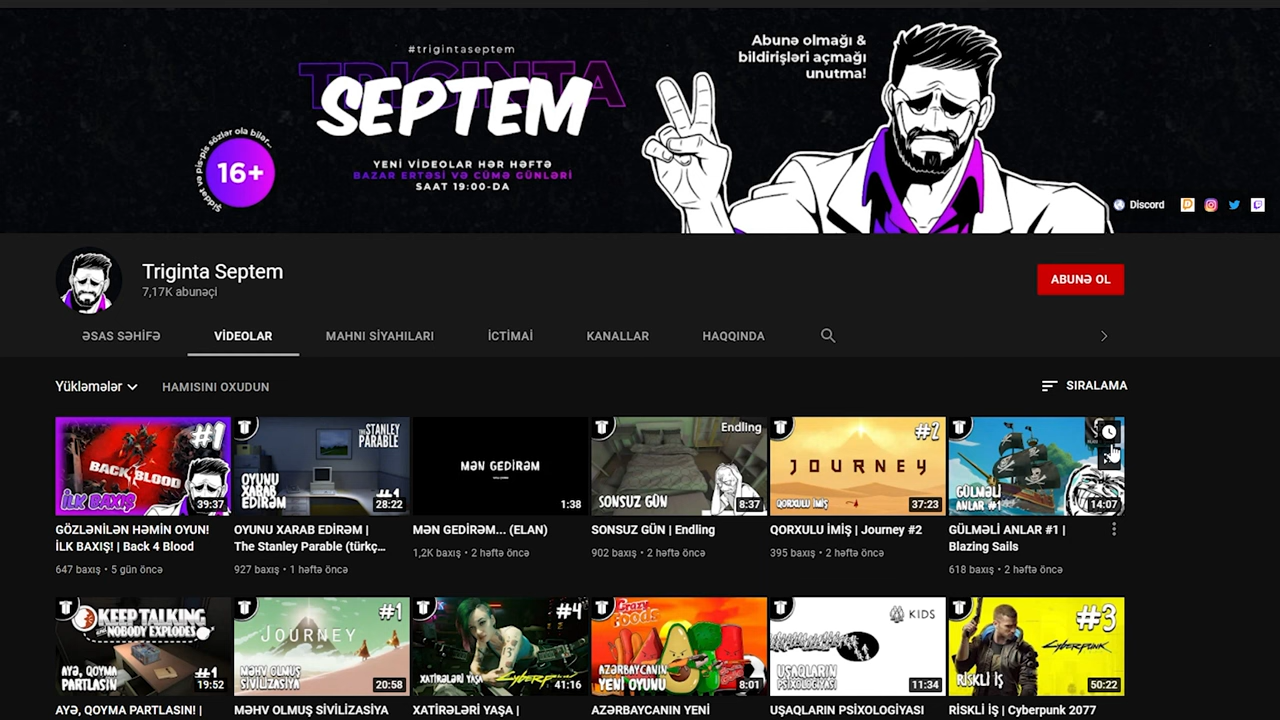 #trigintaseptem
TRIGINTA
SEPTEM
Abunə olmağı &
bildirişləri açmağı
unutma!
Şiddət və pis-pis sözlər ola bilər...
16+
YENİ VİDEOLAR HƏR HƏFTƏ
BAZAR ERTƏSİ VƏ CÜMƏ GÜNLƏRİ
SAAT 19:00-DA
Discord
Triginta Septem
7,17K abunəçi
ABUNƏ OL
ƏSAS SƏHİFƏ
VİDEOLAR
MAHNI SİYAHILARI
İCTİMAİ
KANALLAR
HAQQINDA
Yükləmələr
HAMISINI OXUDUN
SIRALAMA
#1
BACK 4 BLOOD
İLK BAXIŞ
39:37
GÖZLƏNİLƏN HƏMİN OYUN!
İLK BAXIŞ! | Back 4 Blood
647 baxış • 5 gün öncə
THE STANLEY
PARABLE
OYUNU
XARAB
EDİRƏM
#1
28:22
OYUNU XARAB EDİRƏM |
The Stanley Parable (türkç...
927 baxış • 1 həftə öncə
MƏN GEDİRƏM
1:38
MƏN GEDİRƏM... (ELAN)
1,2K baxış • 2 həftə öncə
Endling
SONSUZ GÜN
8:37
SONSUZ GÜN | Endling
902 baxış • 2 həftə öncə
#2
JOURNEY
QORXULU İMİŞ
37:23
QORXULU İMİŞ | Journey #2
395 baxış • 2 həftə öncə
GÜLMƏLİ
ANLAR #1
14:07
GÜLMƏLİ ANLAR #1 |
Blazing Sails
618 baxış • 2 həftə öncə
KEEP TALKING
AND NOBODY EXPLODES
AYƏ, QOYMA
PARTLASIN
#1
19:52
AYƏ, QOYMA PARTLASIN! |
#1
JOURNEY
MƏHV OLMUŞ
SİVİLİZASİYA
20:58
MƏHV OLMUŞ SİVİLİZASİYA
#4
XATİRƏLƏRİ YAŞA
CYBERPUNK
41:16
XATİRƏLƏRİ YAŞA |
Crazy
Foods
AZƏRBAYCANIN
YENİ OYUNU
8:01
AZƏRBAYCANIN YENİ
KIDS
UŞAQLARIN
PSİXOLOGİYASI
11:34
UŞAQLARIN PSİXOLOGİYASI
#3
CYBERPUNK
RİSKLİ İŞ
50:22
RİSKLİ İŞ | Cyberpunk 2077